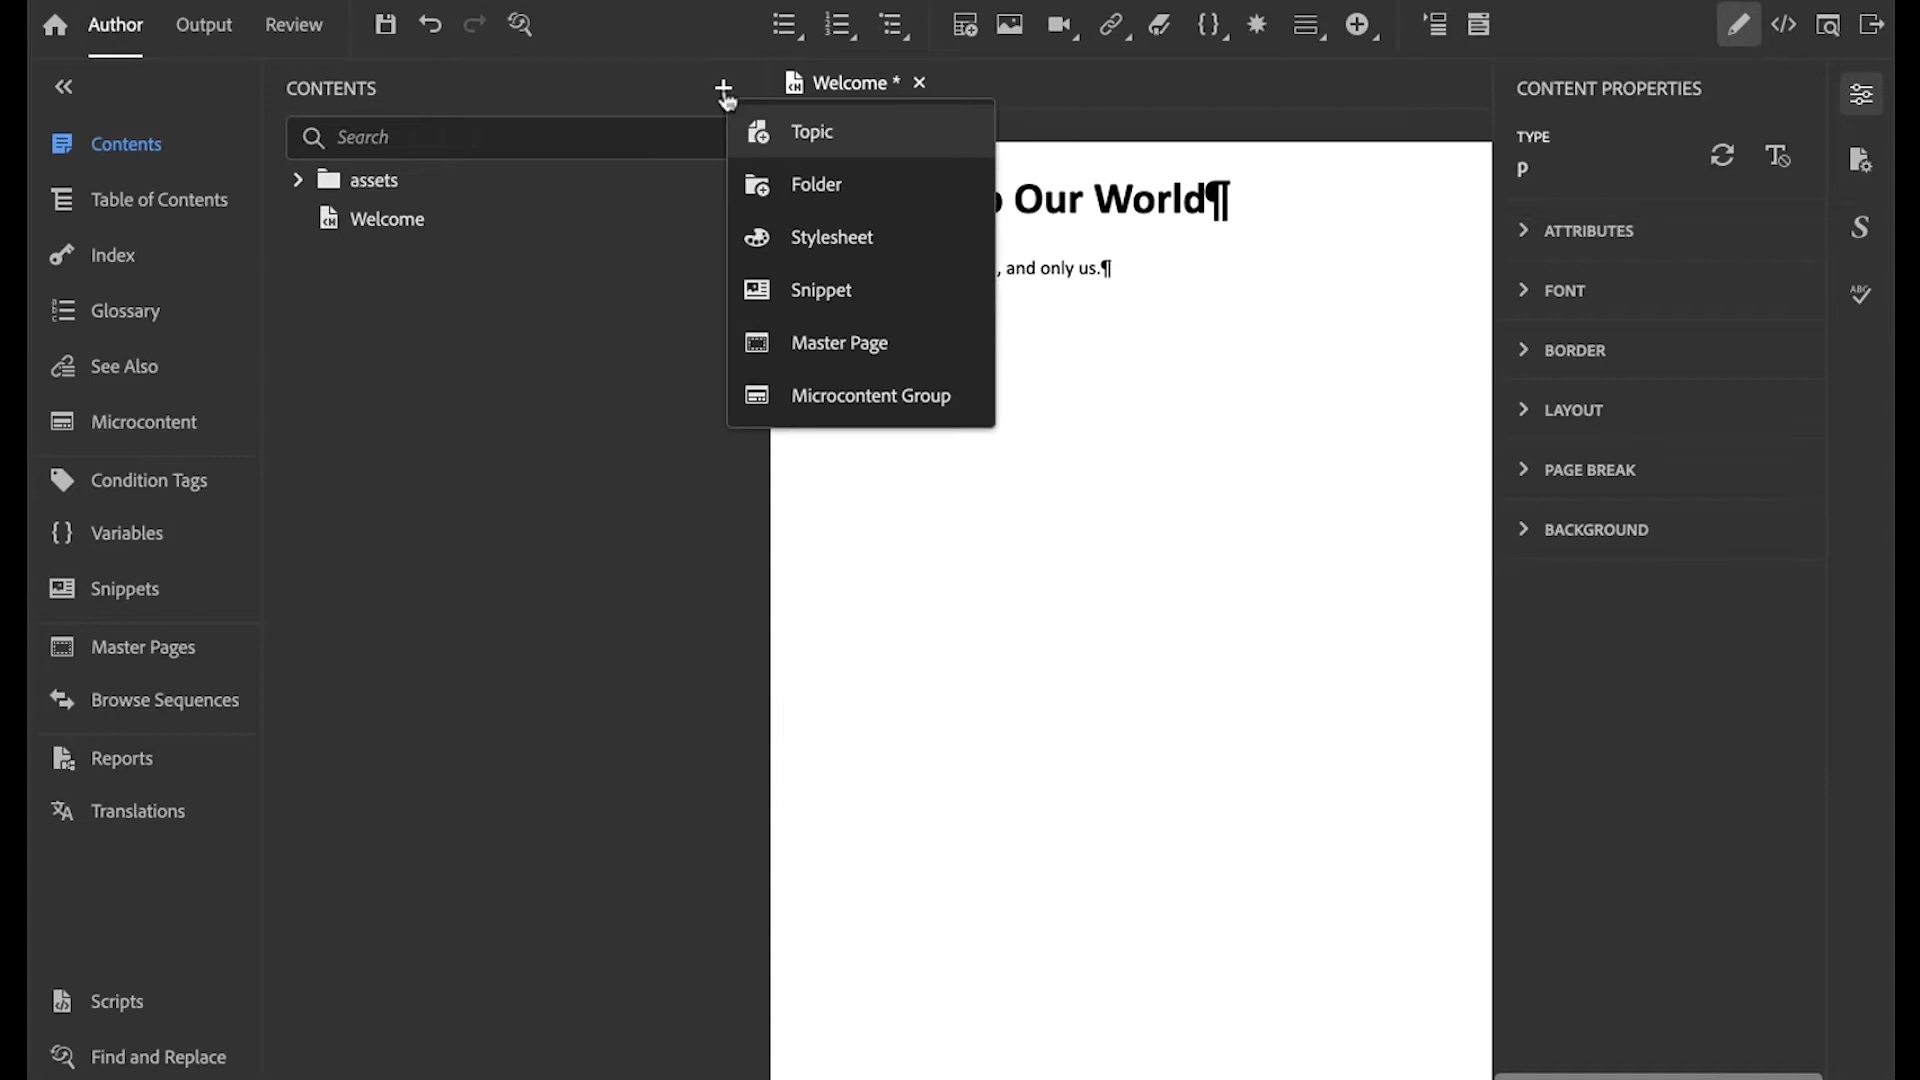 Author
Output
Review
Contents
Table of Contents
Index
Glossary
See Also
Microcontent
Condition Tags
Variables
Snippets
Master Pages
Browse Sequences
Reports
Translations
Scripts
Find and Replace
CONTENTS
Search
assets
Welcome
Topic
Folder
Stylesheet
Snippet
Master Page
Microcontent Group
Welcome *
Our World¶
, and only us.¶
CONTENT PROPERTIES
TYPE
P
ATTRIBUTES
FONT
BORDER
LAYOUT
PAGE BREAK
BACKGROUND